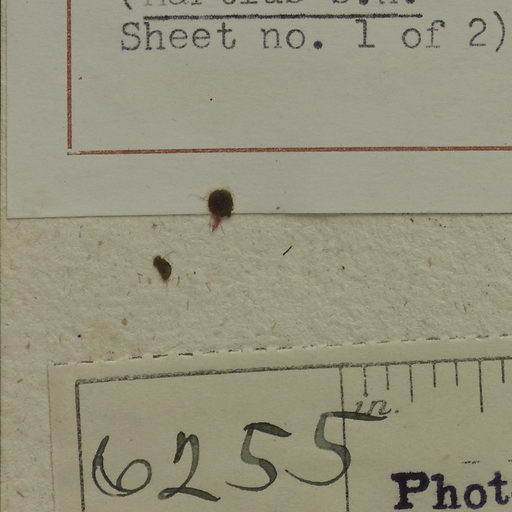 Sheet no. 1 of 2)
in.
6255
Phot